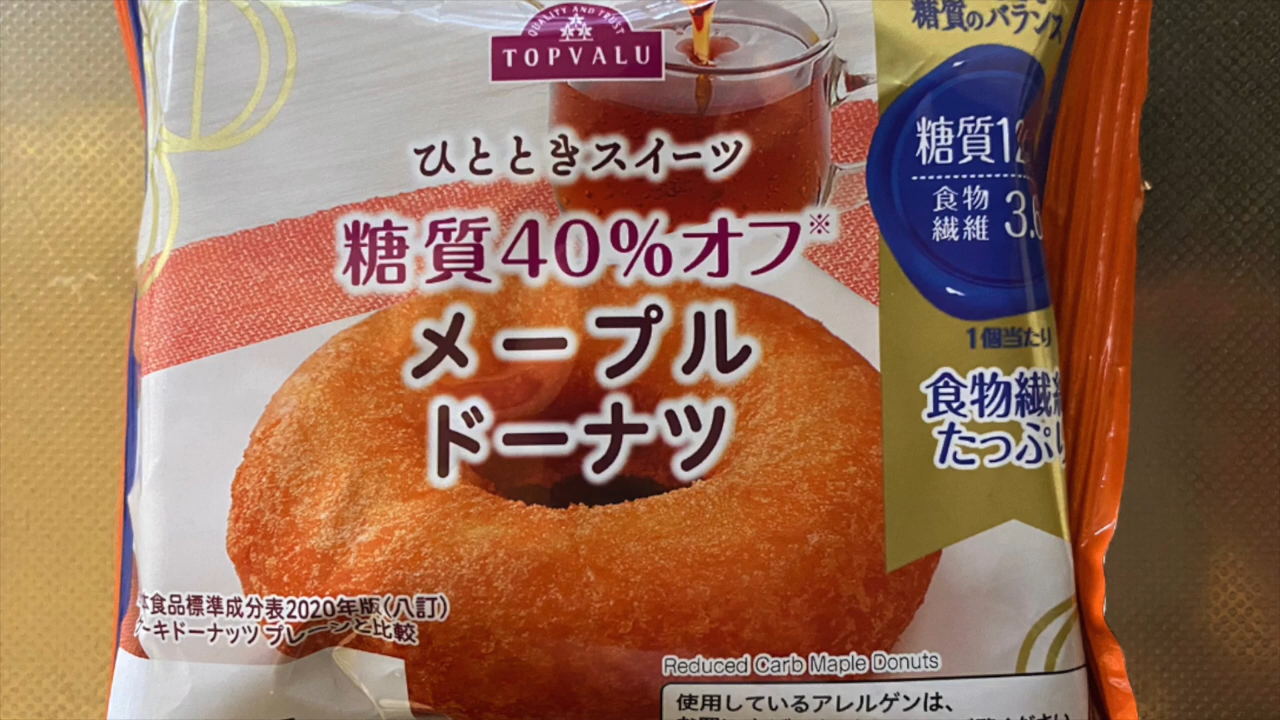 QUALITY AND TRUST
TOPVALU
ひとときスイーツ
糖質40%オフ※
メープル
ドーナツ
糖質のバランス
糖質12
食物
繊維 3.6
1個当たり
食物繊維
たっぷり
食品標準成分表2020年版(八訂)
ーキドーナッツ プレーンと比較
Reduced Carb Maple Donuts
使用しているアレルゲンは、